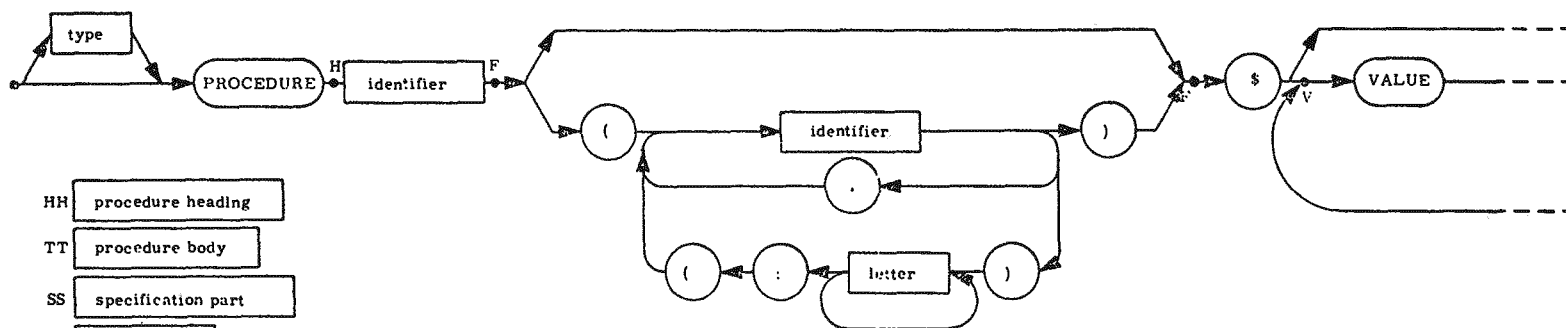 type
PROCEDURE H identifier F $ V VALUE
( identifier )
.
HH procedure heading
TT procedure body
( : letter )
SS specification part